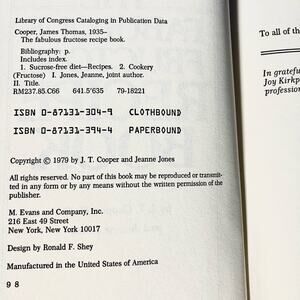 Library of Congress Cataloging in Publication Data
Cooper, James Thomas, 1935–
The fabulous fructose recipe book.
Bibliography: p.
Includes index.
1. Sucrose-free diet—Recipes. 2. Cookery
(Fructose) I. Jones, Jeanne, joint author.
II. Title.
RM237.85.C66 641.5'635 79-18221
ISBN 0-87131-304-9 CLOTHBOUND
ISBN 0-87131-394-4 PAPERBOUND
Copyright © 1979 by J. T. Cooper and Jeanne Jones
All rights reserved. No part of this book may be reproduced or transmit-
ted in any form or by any means without the written permission of the
publisher.
M. Evans and Company, Inc.
216 East 49 Street
New York, New York 10017
Design by Ronald F. Shey
Manufactured in the United States of America
9 8
To all of the
In gratefu
Joy Kirkp
profession